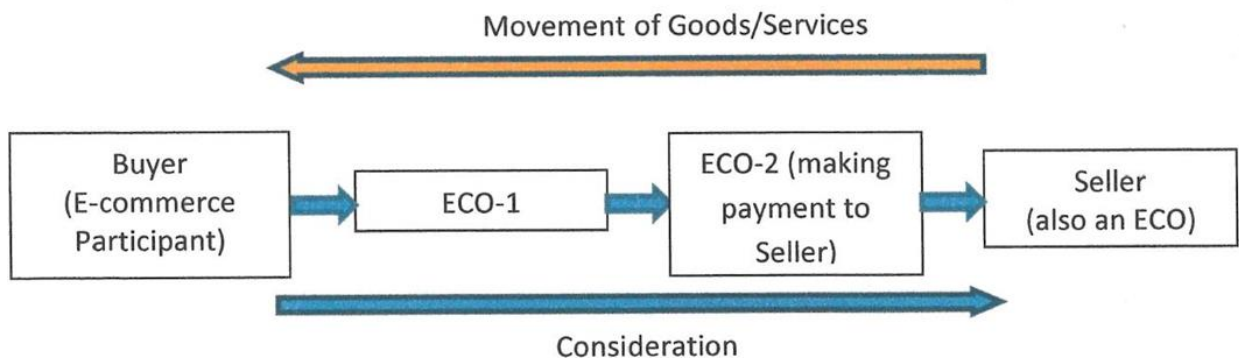 Movement of Goods/Services
Buyer
(E-commerce
Participant)
ECO-1
ECO-2 (making
payment to
Seller)
Seller
(also an ECO)
Consideration